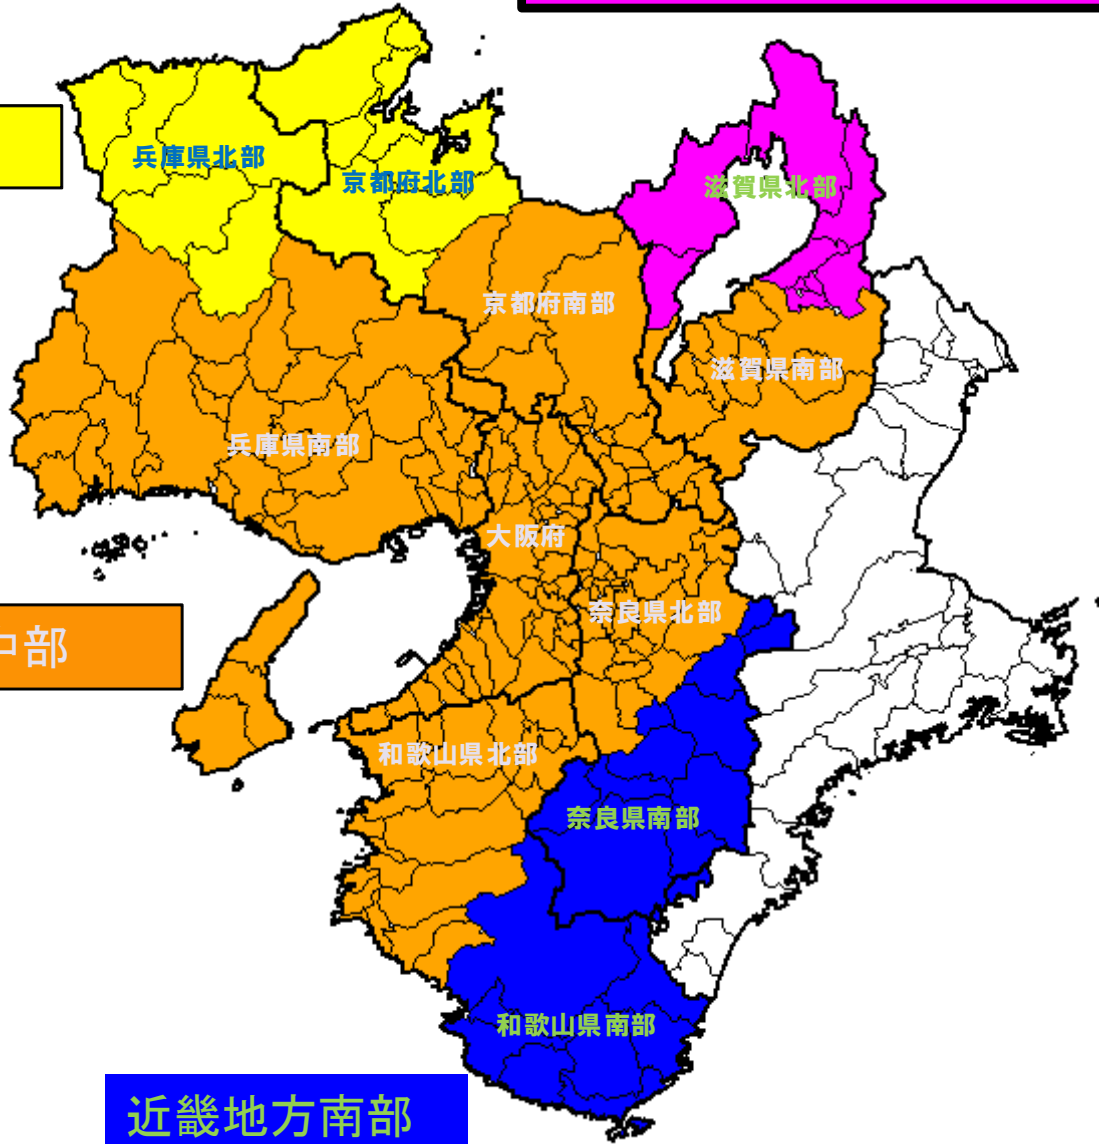 兵庫県北部
京都府北部
滋賀県北部
京都府南部
滋賀県南部
兵庫県南部
大阪府
奈良県北部
中部
和歌山県北部
奈良県南部
和歌山県南部
近畿地方南部